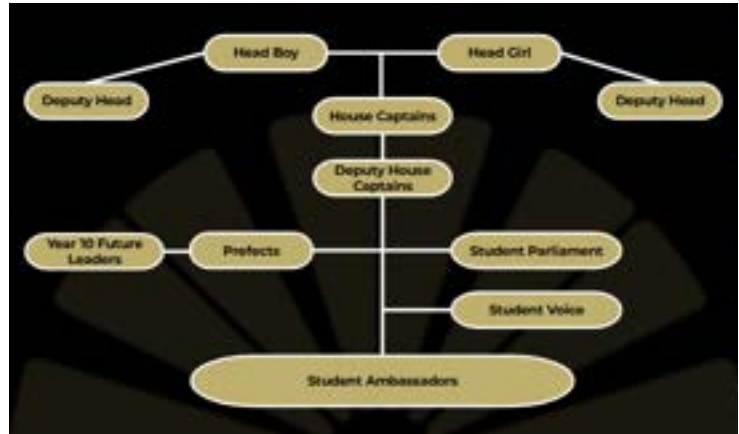 Head Boy
Head Girl
Deputy Head
Deputy Head
House Captains
Deputy House
Captains
Year 10 Future
Leaders
Prefects
Student Parliament
Student Voice
Student Ambassadors